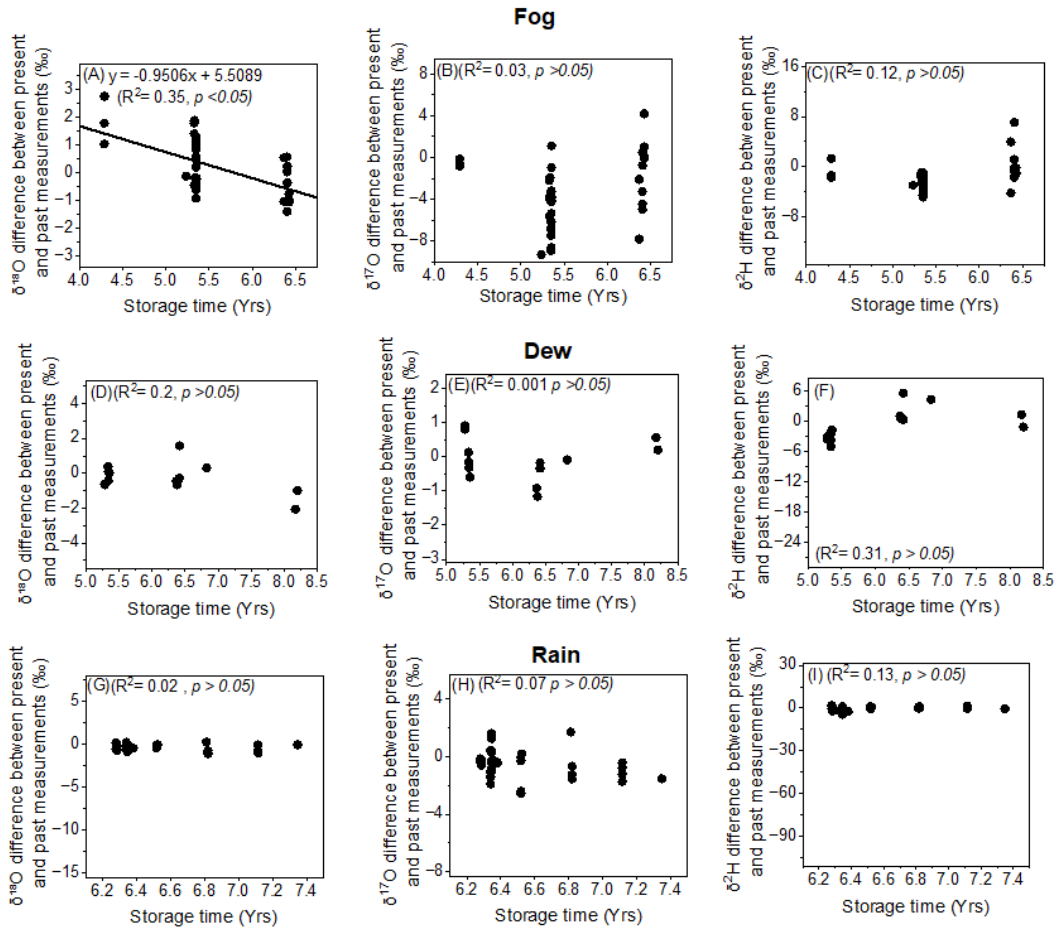 Fog
δ¹⁸O difference between present
and past measurements (‰)
(A) y = -0.9506x + 5.5089
(R²= 0.35, p <0.05)
3
2
1
0
−1
−2
−3
4.0 4.5 5.0 5.5 6.0 6.5
Storage time (Yrs)
δ¹⁷O difference between present
and past measurements (‰)
(B)(R²= 0.03, p >0.05)
8
4
0
−4
−8
4.0 4.5 5.0 5.5 6.0 6.5
Storage time (Yrs)
δ²H difference between present
and past measurements (‰)
(C)(R²= 0.12, p >0.05)
16
8
0
−8
4.0 4.5 5.0 5.5 6.0 6.5
Storage time (Yrs)
Dew
δ¹⁸O difference between present
and past measurements (‰)
(D)(R²= 0.2, p >0.05)
4
2
0
−2
−4
5.0 5.5 6.0 6.5 7.0 7.5 8.0 8.5
Storage time (Yrs)
δ¹⁷O difference between present
and past measurements (‰)
(E)(R²= 0.001 p >0.05)
2
1
0
−1
−2
−3
5.0 5.5 6.0 6.5 7.0 7.5 8.0 8.5
Storage time (Yrs)
δ²H difference between present
and past measurements (‰)
(F)
6
0
−6
−12
−18
−24
(R²= 0.31, p > 0.05)
5.0 5.5 6.0 6.5 7.0 7.5 8.0 8.5
Storage time (Yrs)
Rain
δ¹⁸O difference between present
and past measurements (‰)
(G)(R²= 0.02 , p > 0.05)
5
0
−5
−10
−15
6.2 6.4 6.6 6.8 7.0 7.2 7.4
Storage time (Yrs)
δ¹⁷O difference between present
and past measurements (‰)
(H) (R²= 0.07 p > 0.05)
4
0
−4
−8
6.2 6.4 6.6 6.8 7.0 7.2 7.4
Storage time (Yrs)
δ²H difference between present
and past measurements (‰)
(I) (R²= 0.13, p > 0.05)
30
0
−30
−60
−90
6.2 6.4 6.6 6.8 7.0 7.2 7.4
Storage time (Yrs)